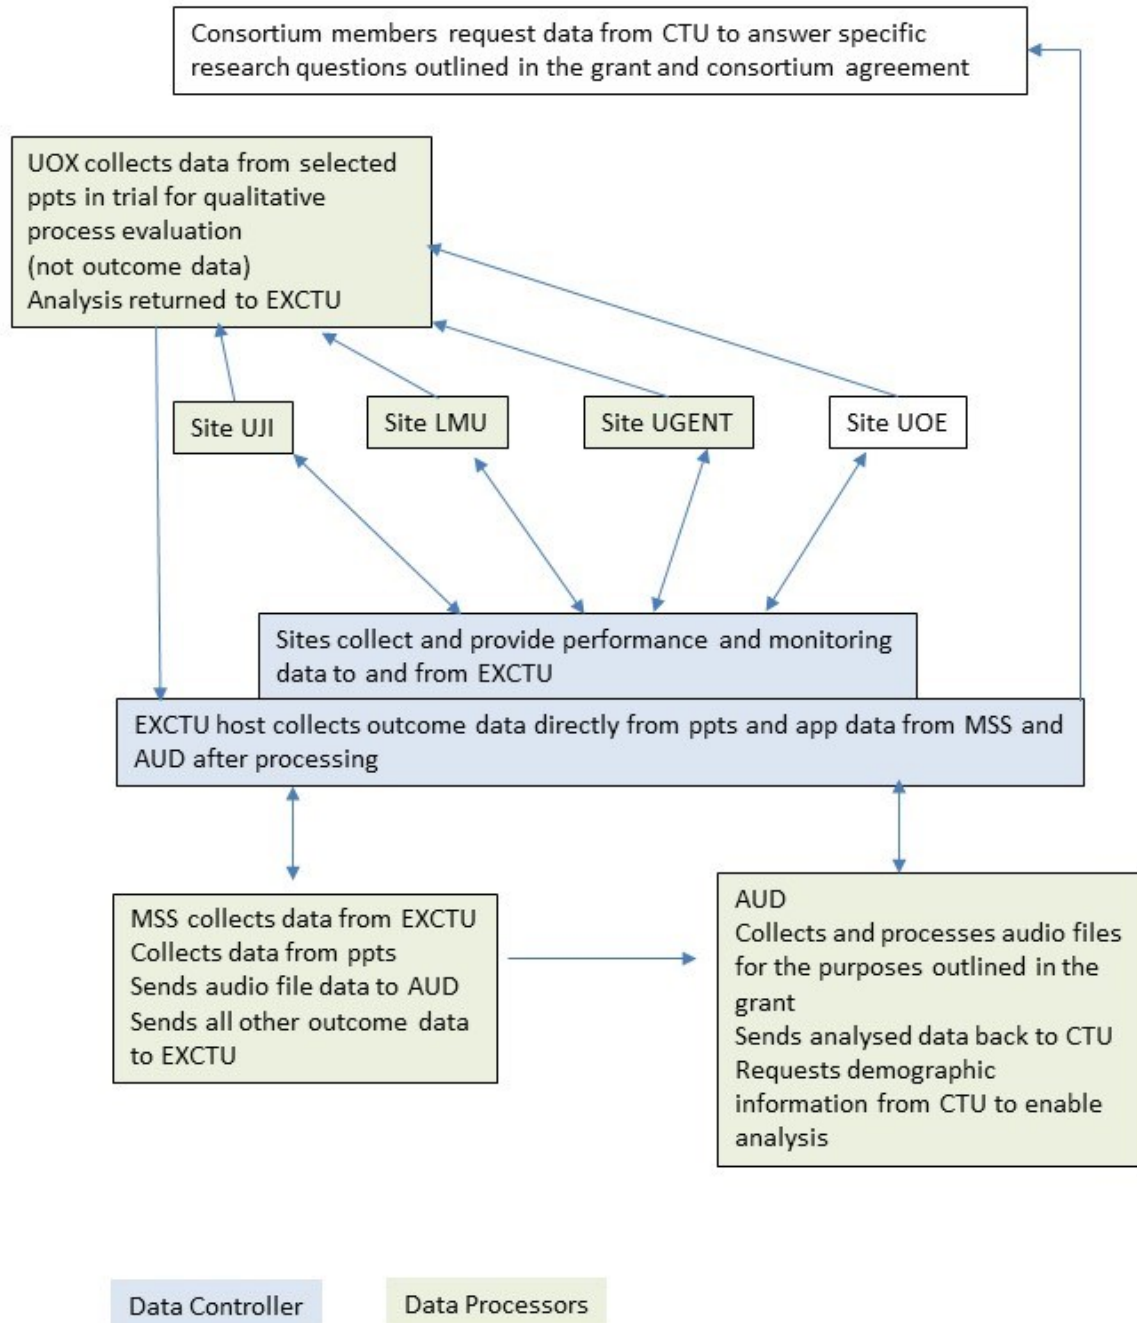 Consortium members request data from CTU to answer specific
research questions outlined in the grant and consortium agreement
UOX collects data from selected
ppts in trial for qualitative
process evaluation
(not outcome data)
Analysis returned to EXCTU
Site UJI
Site LMU
Site UGENT
Site UOE
Sites collect and provide performance and monitoring
data to and from EXCTU
EXCTU host collects outcome data directly from ppts and app data from MSS and
AUD after processing
MSS collects data from EXCTU
Collects data from ppts
Sends audio file data to AUD
Sends all other outcome data
to EXCTU
AUD
Collects and processes audio files
for the purposes outlined in the
grant
Sends analysed data back to CTU
Requests demographic
information from CTU to enable
analysis
Data Controller
Data Processors